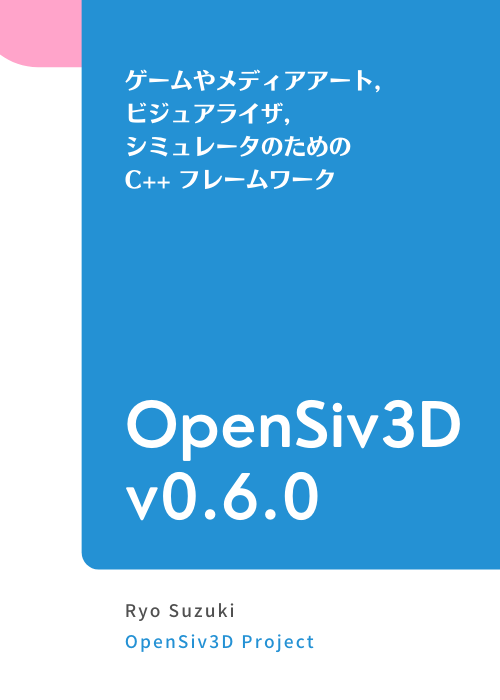 ゲームやメディアアート,
ビジュアライザ,
シミュレータのための
C++ フレームワーク
OpenSiv3D
v0.6.0
Ryo Suzuki
OpenSiv3D Project